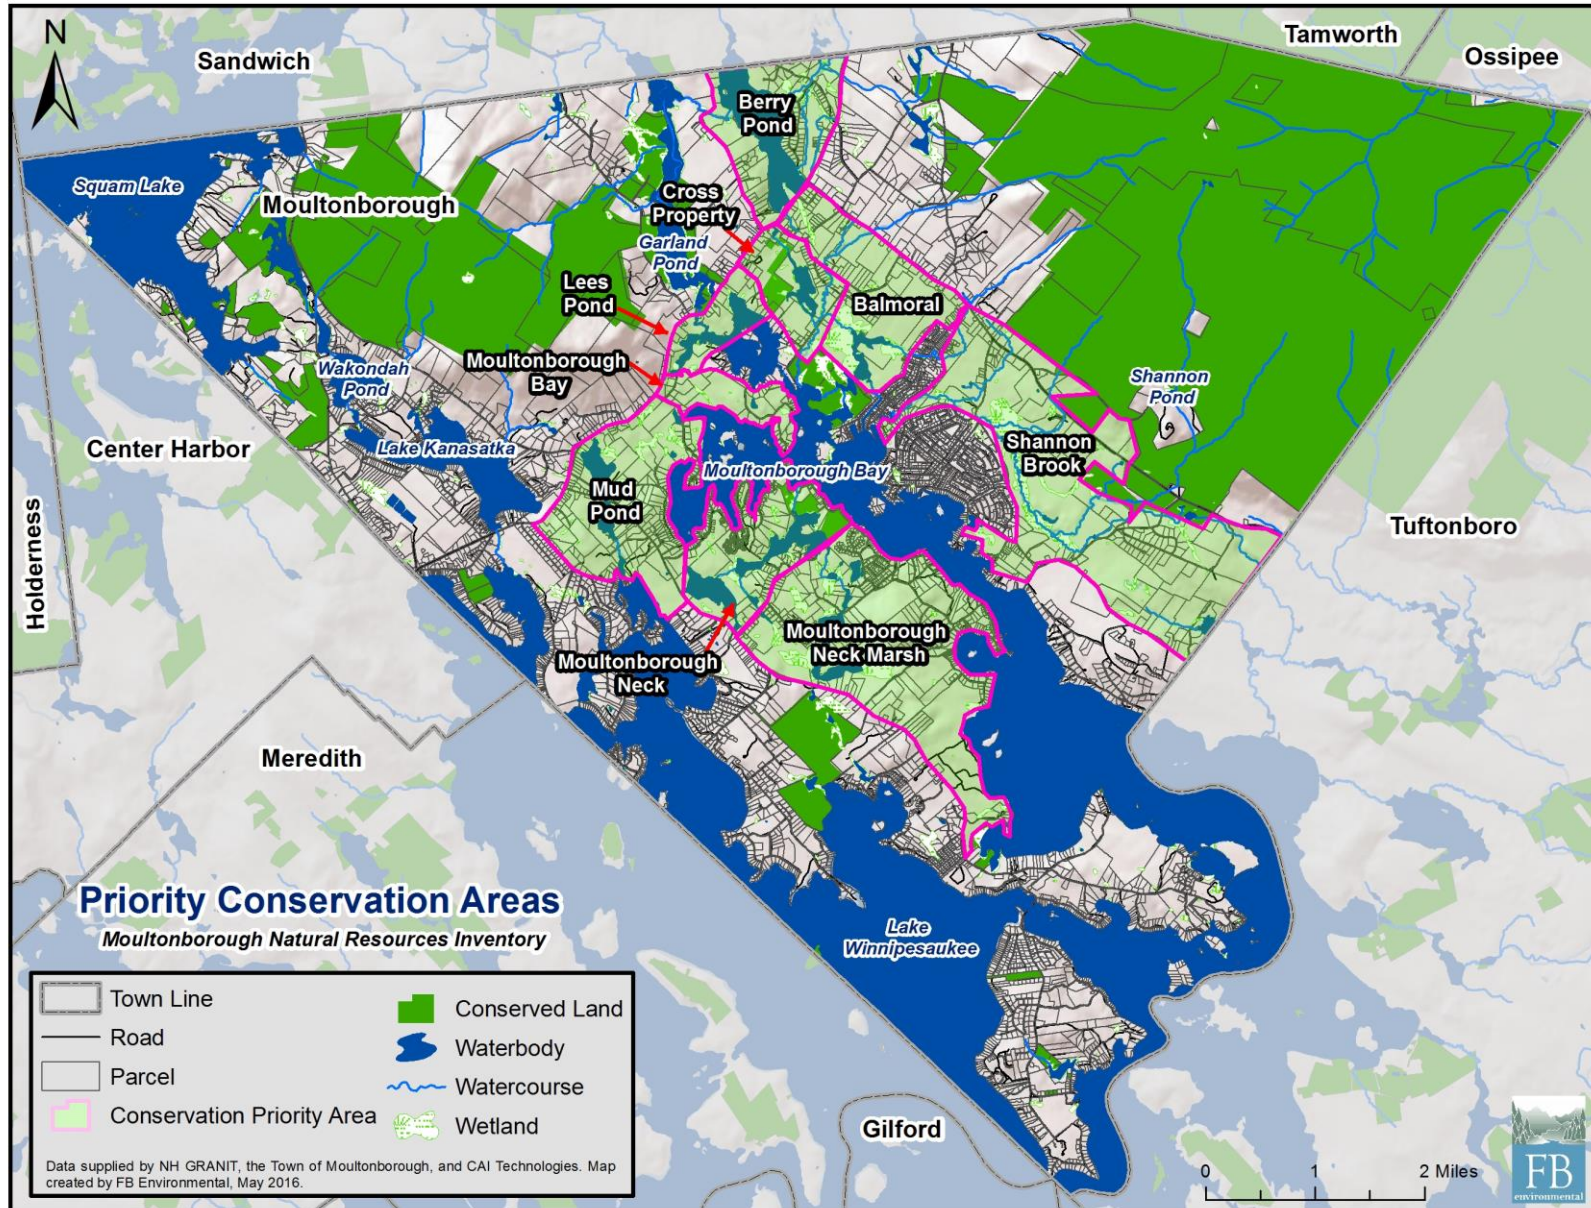 N
Sandwich
Tamworth
Ossipee
Berry
Pond
Squam Lake
Moultonborough
Cross
Property
Garland
Pond
Lees
Pond
Balmoral
Moultonborough
Bay
Wakondah
Pond
Shannon
Pond
Center Harbor
Lake Kanasatka
Shannon
Brook
Moultonborough Bay
Mud
Pond
Tuftonboro
Holderness
Moultonborough
Neck Marsh
Moultonborough
Neck
Meredith
Priority Conservation Areas
Moultonborough Natural Resources Inventory
Lake
Winnipesaukee
Town Line
Road
Parcel
Conservation Priority Area
Conserved Land
Waterbody
Watercourse
Wetland
Data supplied by NH GRANIT, the Town of Moultonborough, and CAI Technologies. Map
created by FB Environmental, May 2016.
Gilford
0 1 2 Miles
FB
environmental